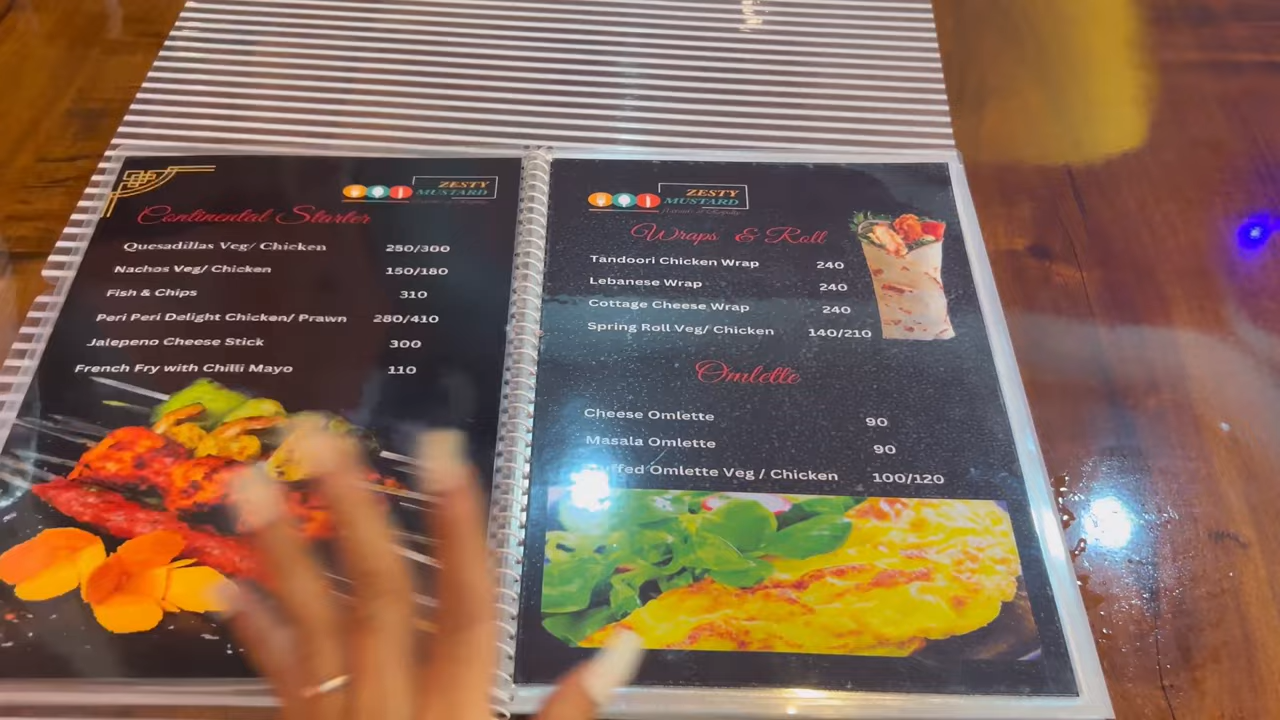 ZESTY
MUSTARD
Continental Starter
Quesadillas Veg/ Chicken 250/300
Nachos Veg/ Chicken 150/180
Fish & Chips 310
Peri Peri Delight Chicken/ Prawn 280/410
Jalepeno Cheese Stick 300
French Fry with Chilli Mayo 110
ZESTY
MUSTARD
Wraps & Roll
Tandoori Chicken Wrap 240
Lebanese Wrap 240
Cottage Cheese Wrap 240
Spring Roll Veg/ Chicken 140/210
Omlette
Cheese Omlette 90
Masala Omlette 90
Omlette Veg / Chicken 100/120